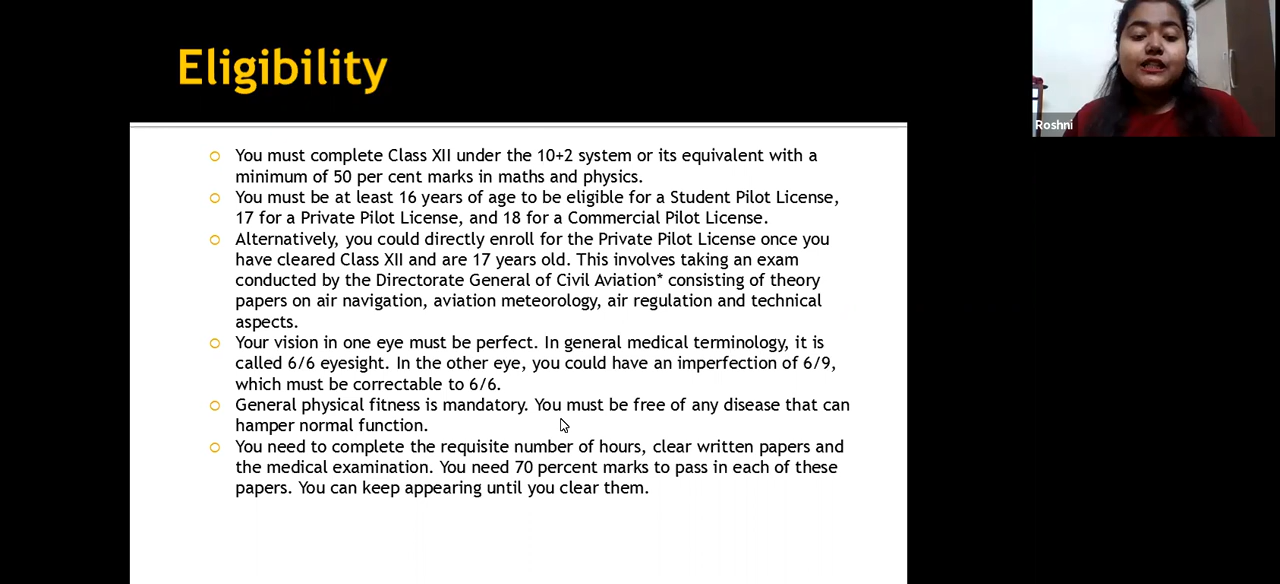 Eligibility
Roshni
You must complete Class XII under the 10+2 system or its equivalent with a
minimum of 50 per cent marks in maths and physics.
You must be at least 16 years of age to be eligible for a Student Pilot License,
17 for a Private Pilot License, and 18 for a Commercial Pilot License.
Alternatively, you could directly enroll for the Private Pilot License once you
have cleared Class XII and are 17 years old. This involves taking an exam
conducted by the Directorate General of Civil Aviation* consisting of theory
papers on air navigation, aviation meteorology, air regulation and technical
aspects.
Your vision in one eye must be perfect. In general medical terminology, it is
called 6/6 eyesight. In the other eye, you could have an imperfection of 6/9,
which must be correctable to 6/6.
General physical fitness is mandatory. You must be free of any disease that can
hamper normal function.
You need to complete the requisite number of hours, clear written papers and
the medical examination. You need 70 percent marks to pass in each of these
papers. You can keep appearing until you clear them.